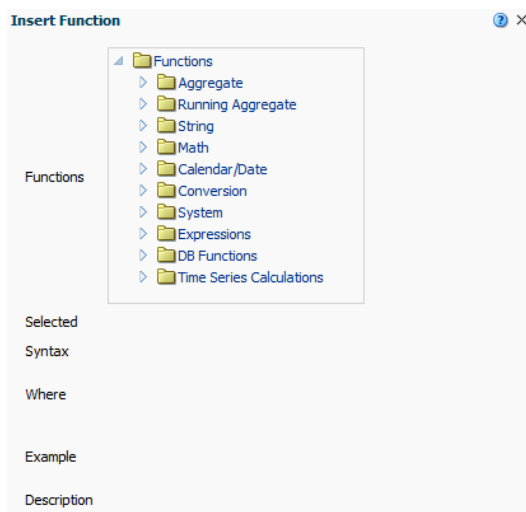 Insert Function
Functions
Aggregate
Running Aggregate
String
Math
Calendar/Date
Functions
Conversion
System
Expressions
DB Functions
Time Series Calculations
Selected
Syntax
Where
Example
Description